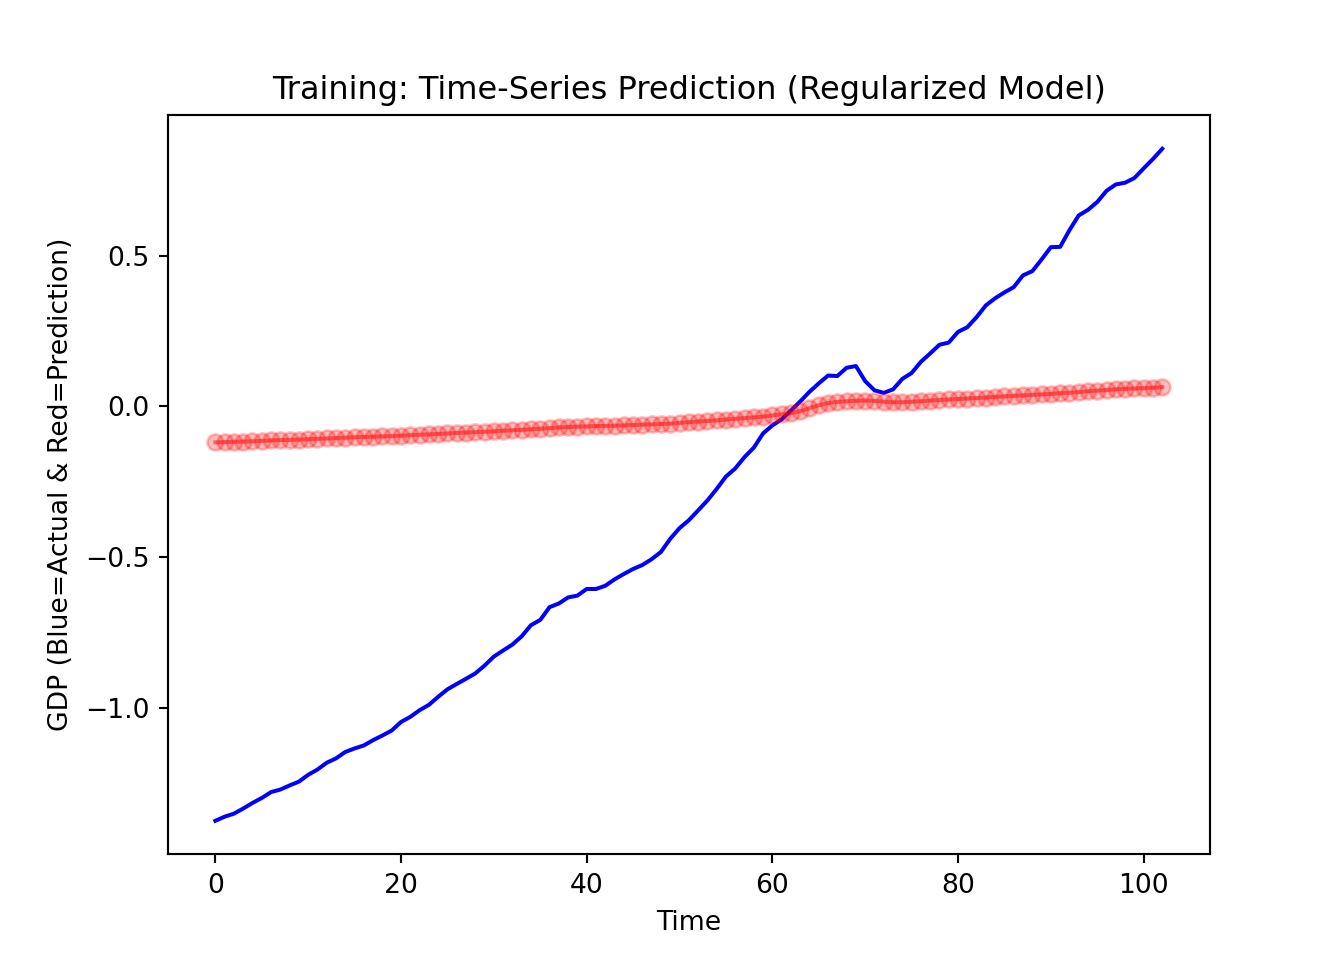 Training: Time-Series Prediction (Regularized Model)
GDP (Blue=Actual & Red=Prediction)
0.5
0.0
−0.5
−1.0
0 20 40 60 80 100
Time